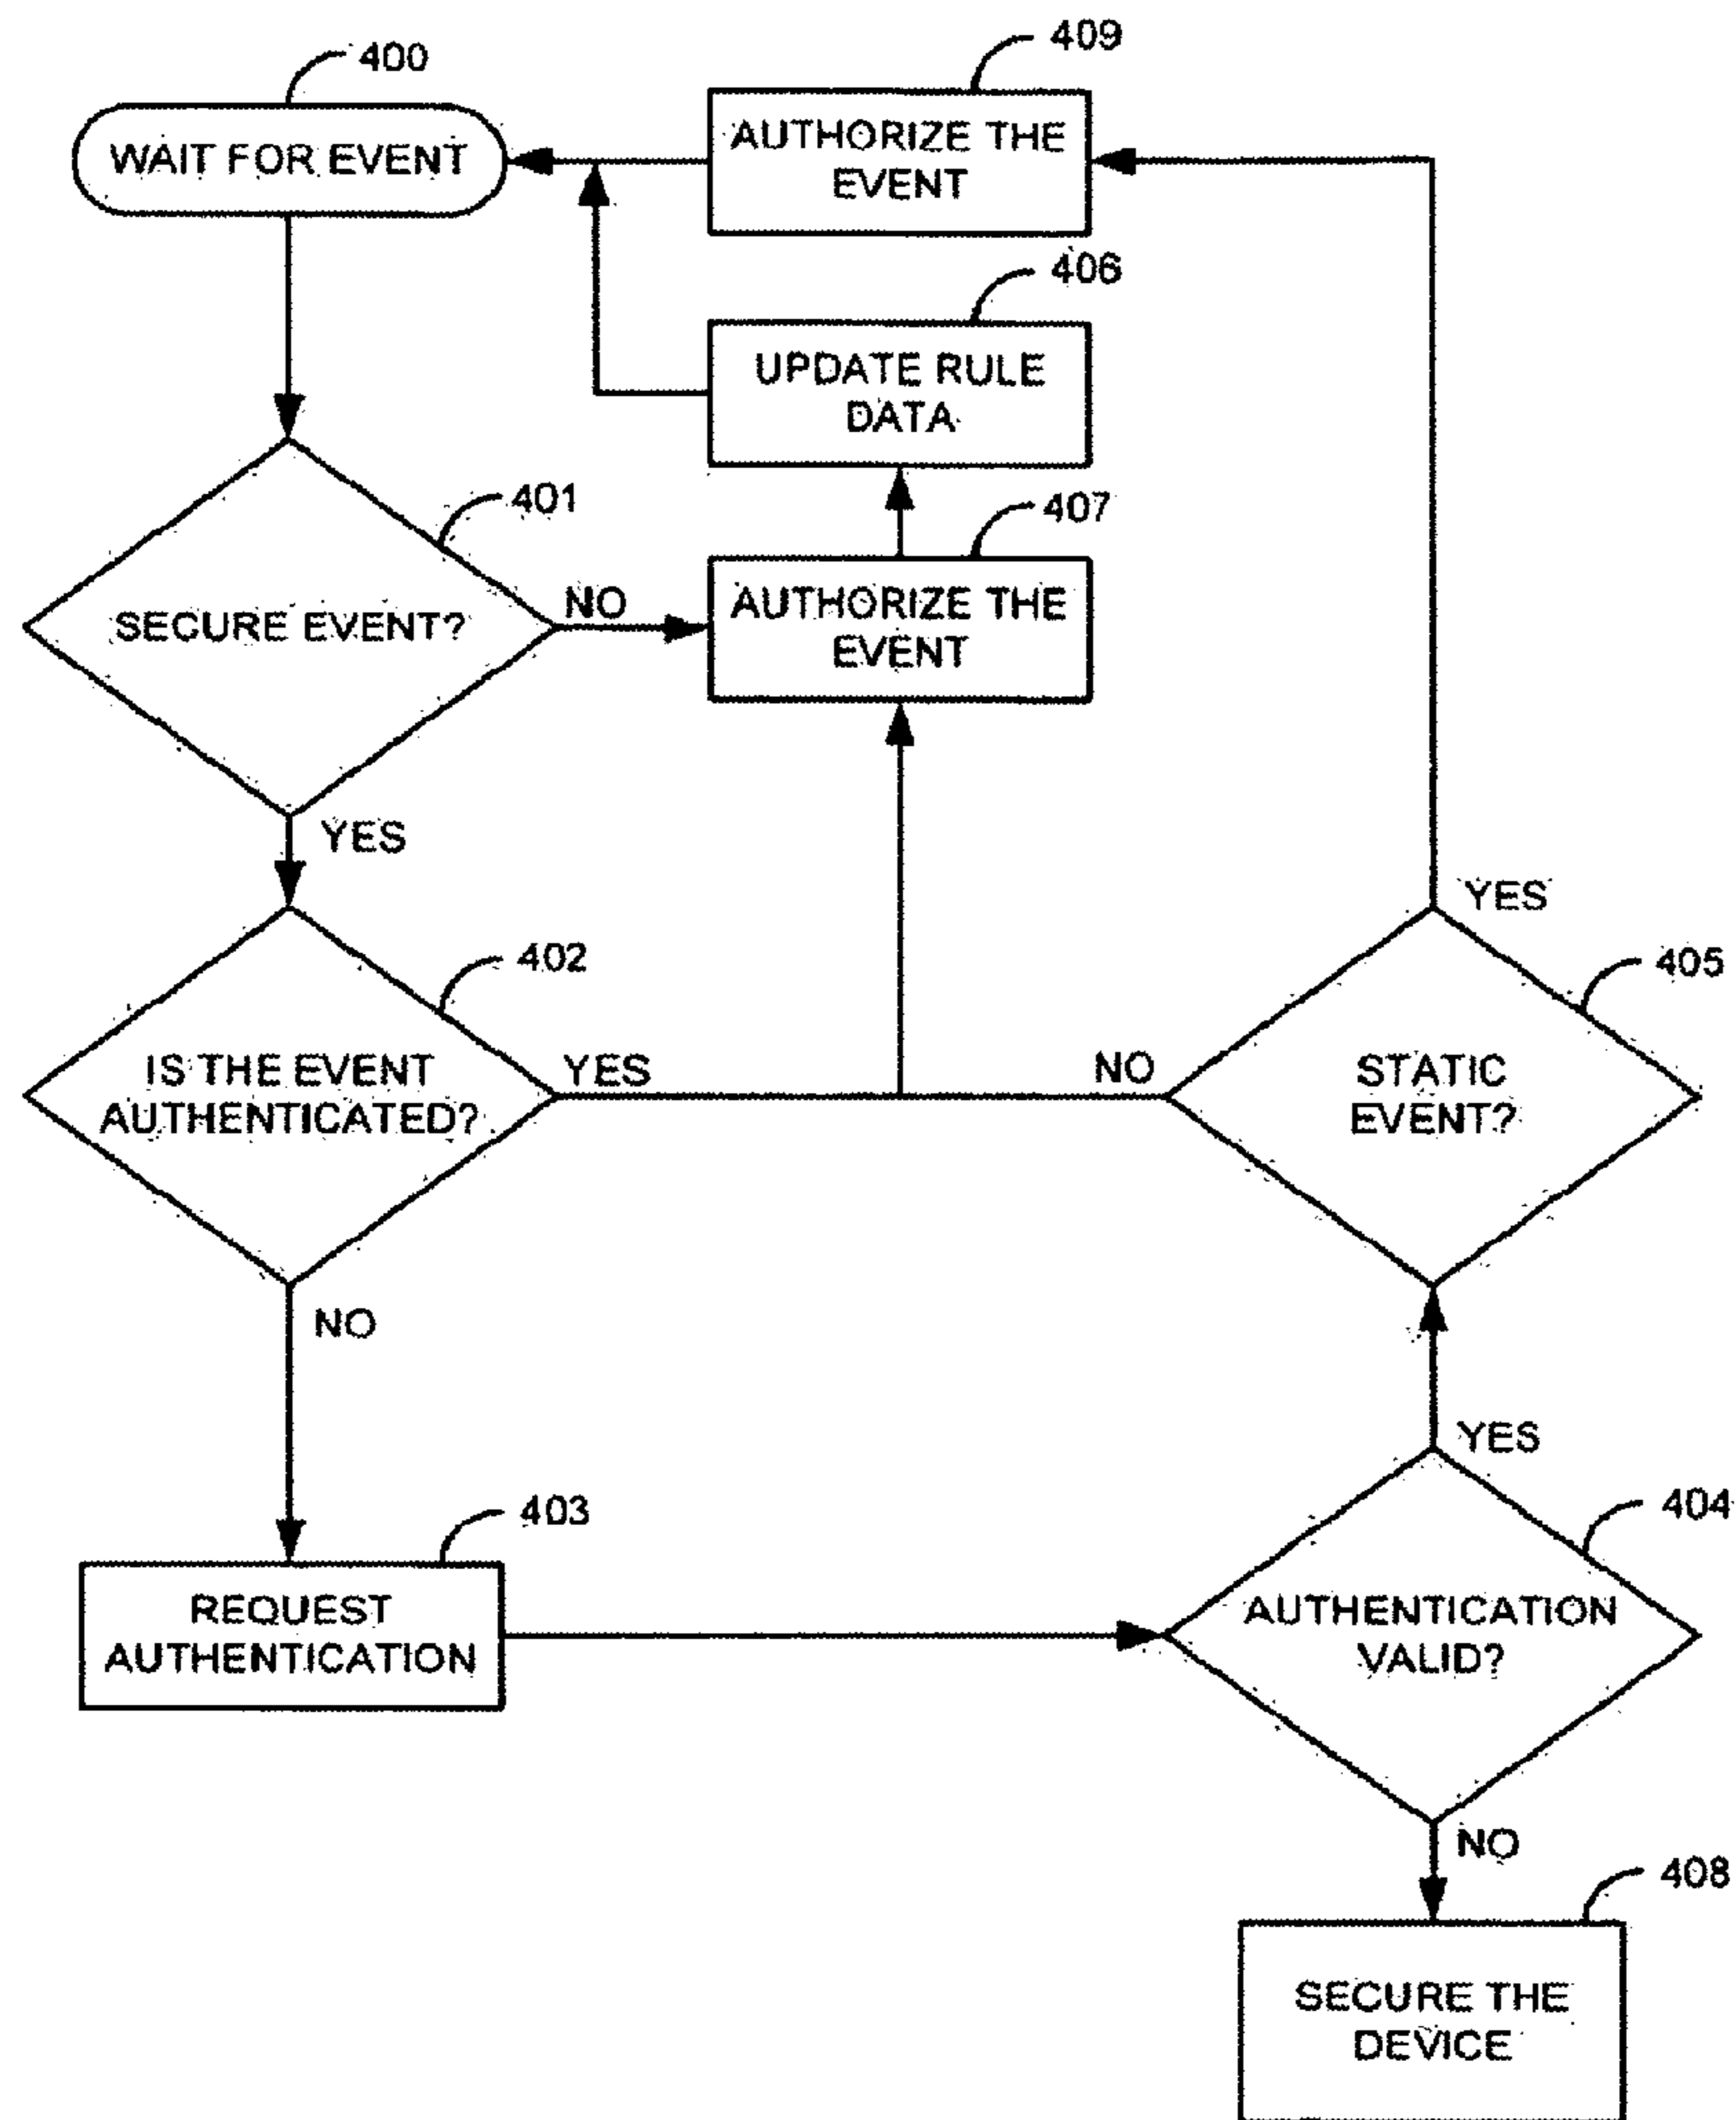 400
WAIT FOR EVENT
409
AUTHORIZE THE
EVENT
406
UPDATE RULE
DATA
401
SECURE EVENT?
NO
407
AUTHORIZE THE
EVENT
YES
402
IS THE EVENT
AUTHENTICATED?
YES
NO
YES
405
STATIC
EVENT?
NO
403
REQUEST
AUTHENTICATION
YES
404
AUTHENTICATION
VALID?
NO
408
SECURE THE
DEVICE